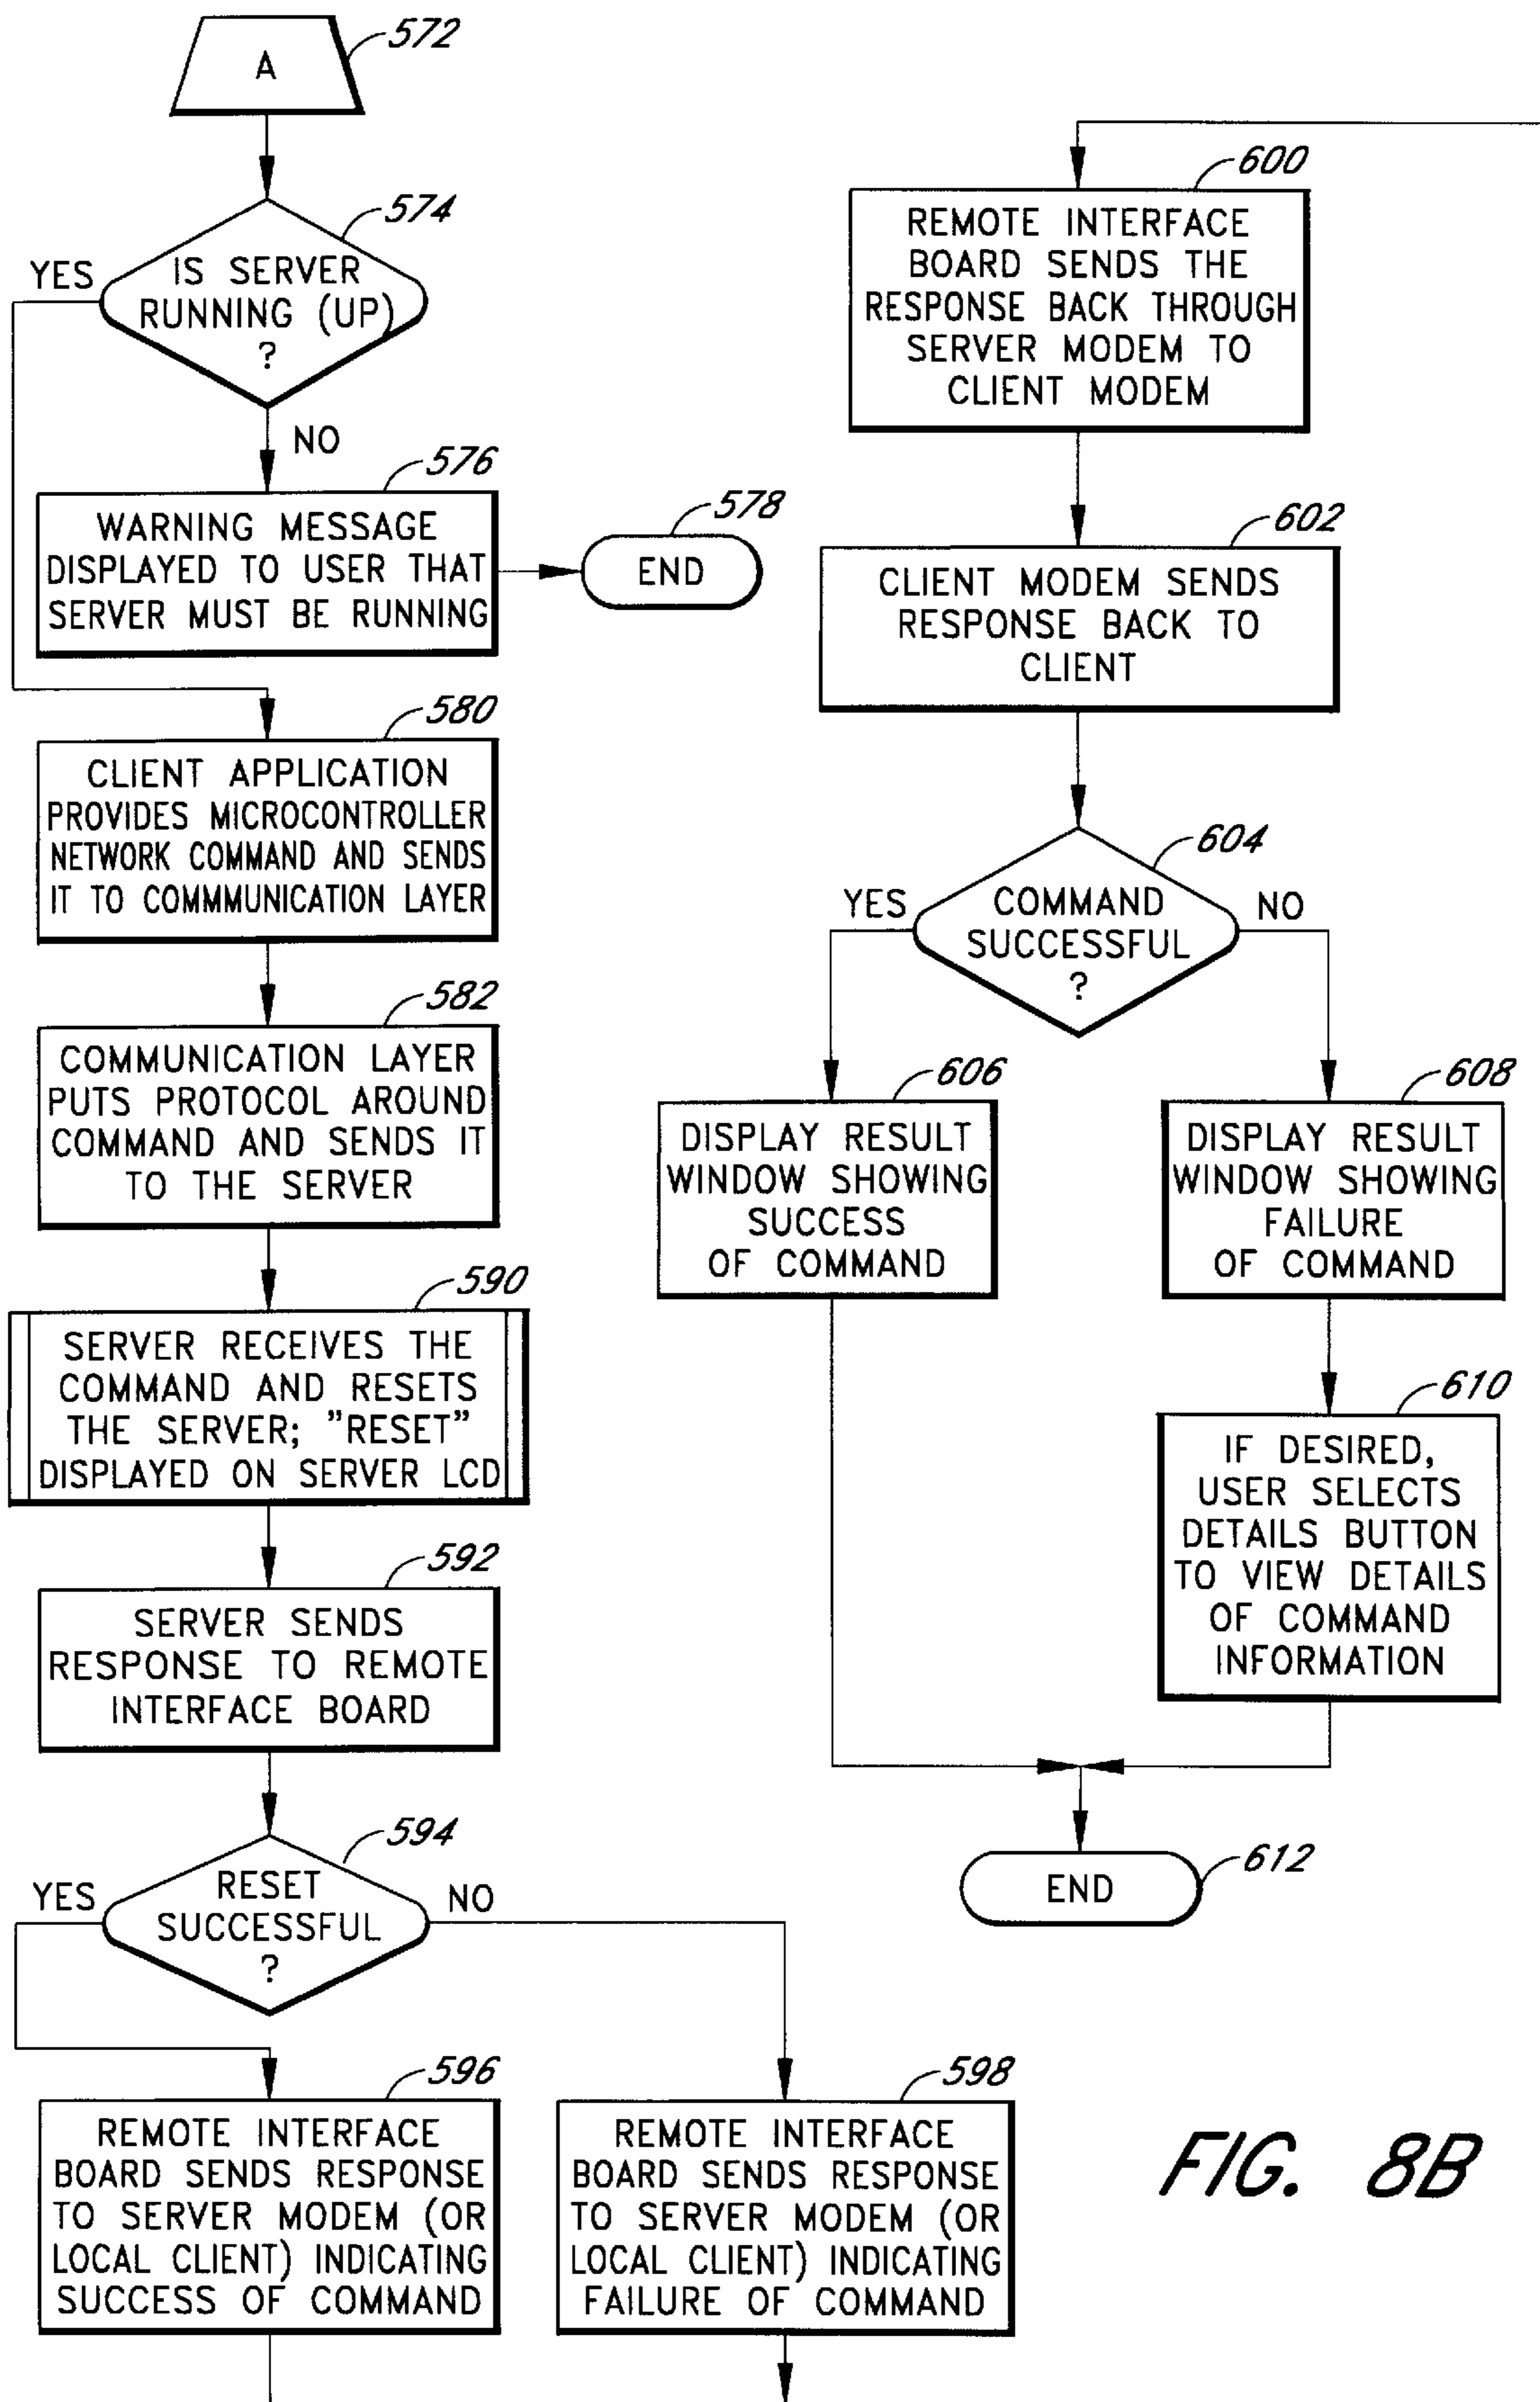 572
A
574
YES
IS SERVER
RUNNING (UP)
?
NO
576
WARNING MESSAGE
DISPLAYED TO USER THAT
SERVER MUST BE RUNNING
578
END
580
CLIENT APPLICATION
PROVIDES MICROCONTROLLER
NETWORK COMMAND AND SENDS
IT TO COMMMUNICATION LAYER
582
COMMUNICATION LAYER
PUTS PROTOCOL AROUND
COMMAND AND SENDS IT
TO THE SERVER
590
SERVER RECEIVES THE
COMMAND AND RESETS
THE SERVER; "RESET"
DISPLAYED ON SERVER LCD
592
SERVER SENDS
RESPONSE TO REMOTE
INTERFACE BOARD
594
YES
RESET
SUCCESSFUL
?
NO
596
REMOTE INTERFACE
BOARD SENDS RESPONSE
TO SERVER MODEM (OR
LOCAL CLIENT) INDICATING
SUCCESS OF COMMAND
598
REMOTE INTERFACE
BOARD SENDS RESPONSE
TO SERVER MODEM (OR
LOCAL CLIENT) INDICATING
FAILURE OF COMMAND
600
REMOTE INTERFACE
BOARD SENDS THE
RESPONSE BACK THROUGH
SERVER MODEM TO
CLIENT MODEM
602
CLIENT MODEM SENDS
RESPONSE BACK TO
CLIENT
604
YES
COMMAND
SUCCESSFUL
?
NO
606
DISPLAY RESULT
WINDOW SHOWING
SUCCESS
OF COMMAND
608
DISPLAY RESULT
WINDOW SHOWING
FAILURE
OF COMMAND
610
IF DESIRED,
USER SELECTS
DETAILS BUTTON
TO VIEW DETAILS
OF COMMAND
INFORMATION
612
END
FIG. 8B